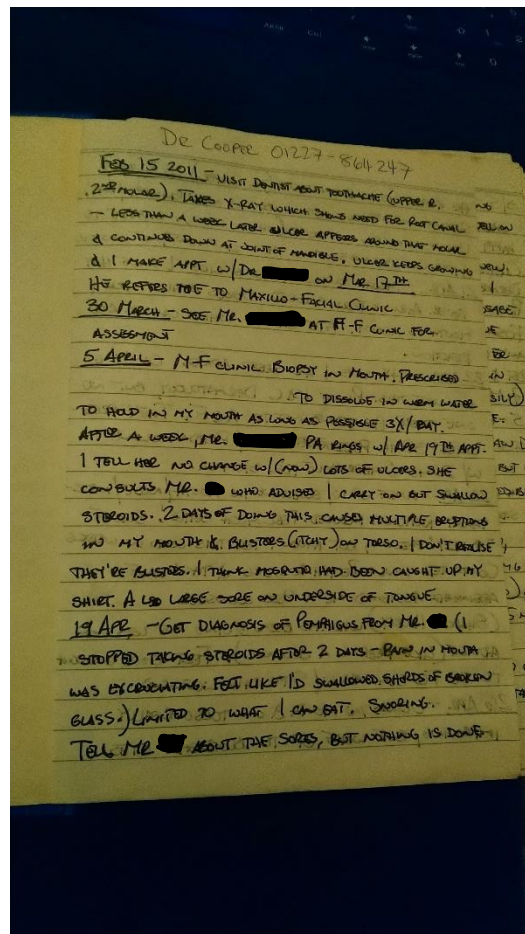 DR COOPER 01227-864247
FEB 15 2011 - VISIT DENTIST ABOUT TOOTHACHE (UPPER R.
2ND MOLAR). TAKES X-RAY WHICH SHOWS NEED FOR ROOT CANAL
- LESS THAN A WEEK LATER ULCER APPEARS AROUND THAT MOLAR
& CONTINUES DOWN AT JOINT OF MANDIBLE. ULCER KEEPS GROWING
& I MAKE APPT. W/DR ON MAR. 17TH
HE REFERS ME TO MAXILLO-FACIAL CLINIC
30 MARCH - SEE MR. AT M-F CLINIC FOR
ASSESSMENT
5 APRIL - M-F CLINIC BIOPSY IN MOUTH. PRESCRIBED
TO DISSOLVE IN WARM WATER
TO HOLD IN MY MOUTH AS LONG AS POSSIBLE 3X/DAY.
AFTER A WEEK, MR. PA RINGS W/ APR 19TH APPT.
I TELL HER NO CHANGE W/(NOW) LOTS OF ULCERS. SHE
CONSULTS MR. WHO ADVISED I CARRY ON BUT SWALLOW
STEROIDS. 2 DAYS OF DOING THIS CAUSED MULTIPLE ERUPTIONS
IN MY MOUTH & BLISTERS (ITCHY) ON TORSO. I DON'T REALISE
THEY'RE BLISTERS. I THINK MOSQUITO HAD BEEN CAUGHT UP MY
SHIRT. ALSO LARGE SORE ON UNDERSIDE OF TONGUE.
19 APR - GET DIAGNOSIS OF PEMPHIGUS FROM MR. (I
STOPPED TAKING STEROIDS AFTER 2 DAYS - PAIN IN MOUTH
WAS EXCRUCIATING. FELT LIKE I'D SWALLOWED SHARDS OF BROKEN
GLASS.) LIMITED TO WHAT I CAN EAT. SNORING.
TELL MR ABOUT THE SORES, BUT NOTHING IS DONE.